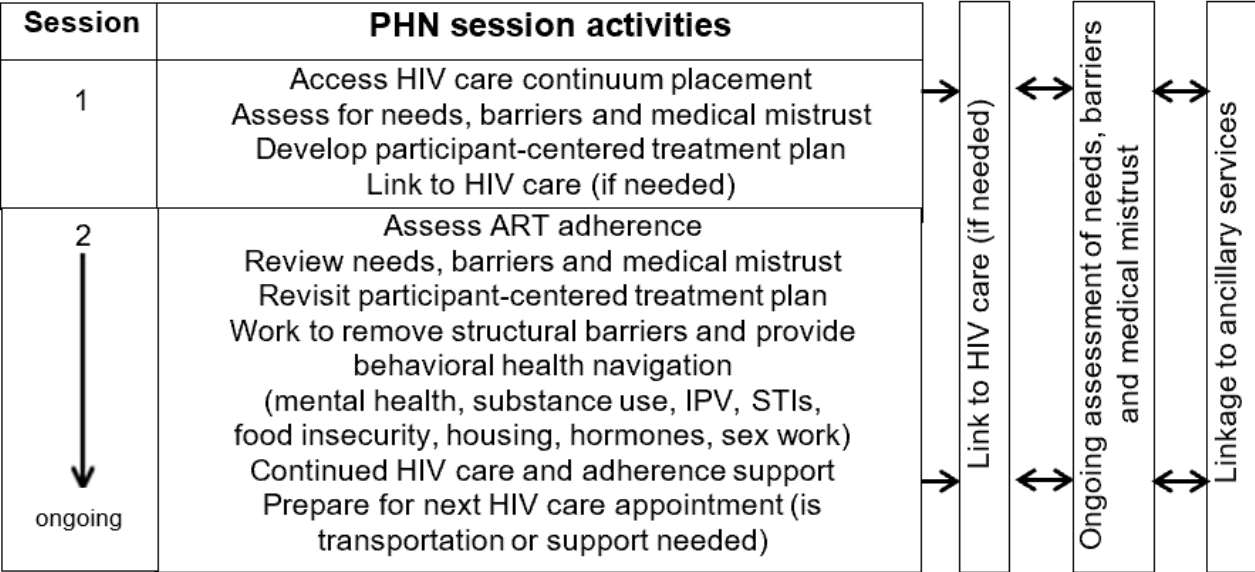 Session
PHN session activities
1
Access HIV care continuum placement
Assess for needs, barriers and medical mistrust
Develop participant-centered treatment plan
Link to HIV care (if needed)
2
ongoing
Assess ART adherence
Review needs, barriers and medical mistrust
Revisit participant-centered treatment plan
Work to remove structural barriers and provide
behavioral health navigation
(mental health, substance use, IPV, STIs,
food insecurity, housing, hormones, sex work)
Continued HIV care and adherence support
Prepare for next HIV care appointment (is
transportation or support needed)
Link to HIV care (if needed)
Ongoing assessment of needs, barriers
and medical mistrust
Linkage to ancillary services